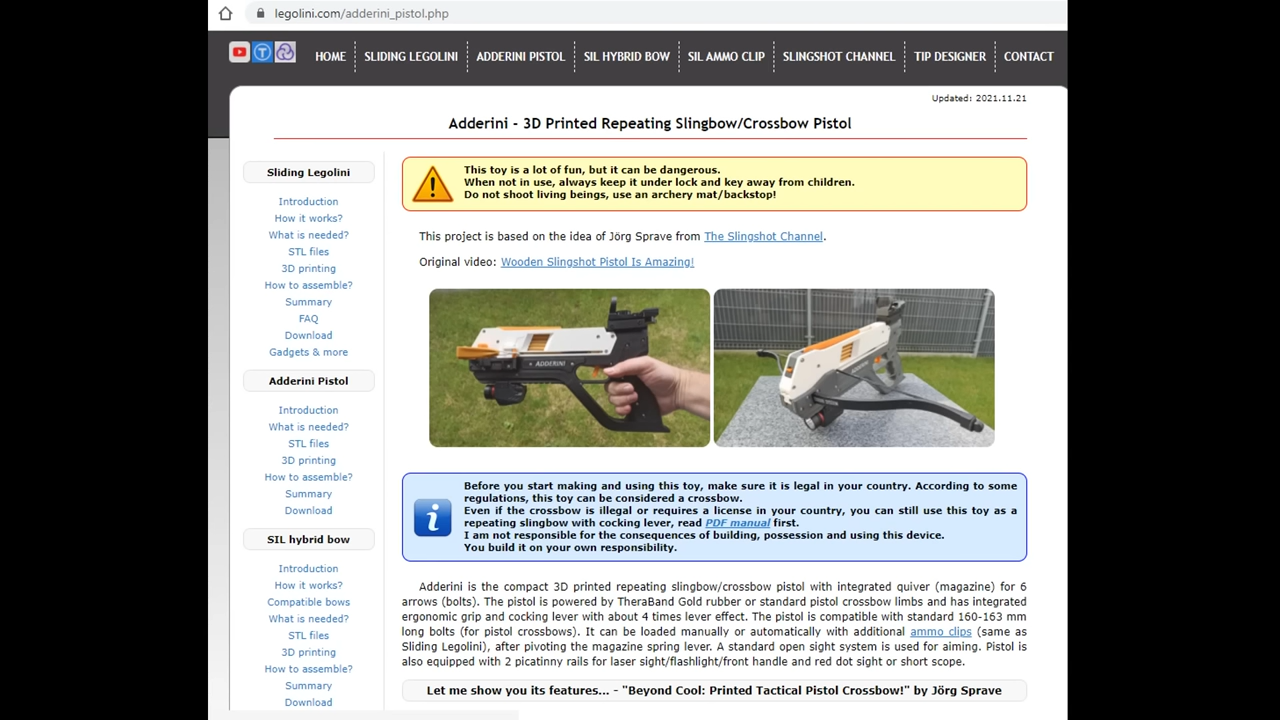 legolini.com/adderini_pistol.php
HOME
SLIDING LEGOLINI
ADDERINI PISTOL
SIL HYBRID BOW
SIL AMMO CLIP
SLINGSHOT CHANNEL
TIP DESIGNER
CONTACT
Updated: 2021.11.21
Adderini - 3D Printed Repeating Slingbow/Crossbow Pistol
Sliding Legolini
Introduction
How it works?
What is needed?
STL files
3D printing
How to assemble?
Summary
FAQ
Download
Gadgets & more
Adderini Pistol
Introduction
What is needed?
STL files
3D printing
How to assemble?
Summary
Download
SIL hybrid bow
Introduction
How it works?
Compatible bows
What is needed?
STL files
3D printing
How to assemble?
Summary
Download
This toy is a lot of fun, but it can be dangerous.
When not in use, always keep it under lock and key away from children.
Do not shoot living beings, use an archery mat/backstop!
This project is based on the idea of Jörg Sprave from The Slingshot Channel.
Original video: Wooden Slingshot Pistol Is Amazing!
ADDERINI
Before you start making and using this toy, make sure it is legal in your country. According to some
regulations, this toy can be considered a crossbow.
Even if the crossbow is illegal or requires a license in your country, you can still use this toy as a
repeating slingbow with cocking lever, read PDF manual first.
I am not responsible for the consequences of building, possession and using this device.
You build it on your own responsibility.
Adderini is the compact 3D printed repeating slingbow/crossbow pistol with integrated quiver (magazine) for 6
arrows (bolts). The pistol is powered by TheraBand Gold rubber or standard pistol crossbow limbs and has integrated
ergonomic grip and cocking lever with about 4 times lever effect. The pistol is compatible with standard 160-163 mm
long bolts (for pistol crossbows). It can be loaded manually or automatically with additional ammo clips (same as
Sliding Legolini), after pivoting the magazine spring lever. A standard open sight system is used for aiming. Pistol is
also equipped with 2 picatinny rails for laser sight/flashlight/front handle and red dot sight or short scope.
Let me show you its features... - "Beyond Cool: Printed Tactical Pistol Crossbow!" by Jörg Sprave